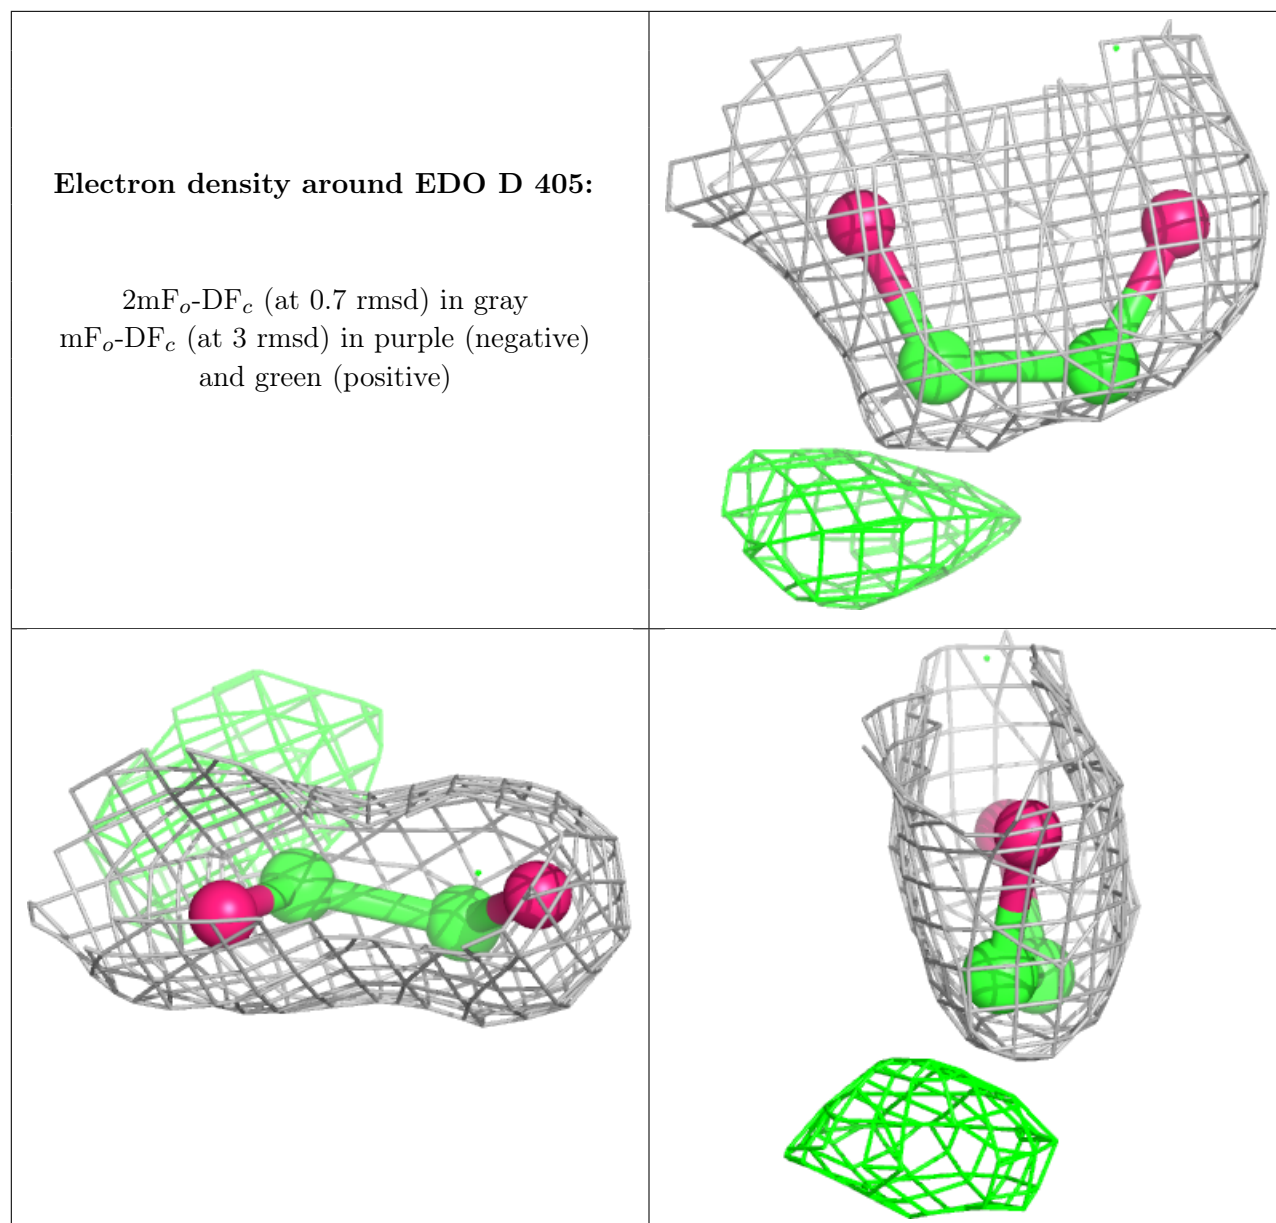 Electron density around EDO D 405:
2mFₒ-DF𝒸 (at 0.7 rmsd) in gray
mFₒ-DF𝒸 (at 3 rmsd) in purple (negative)
and green (positive)